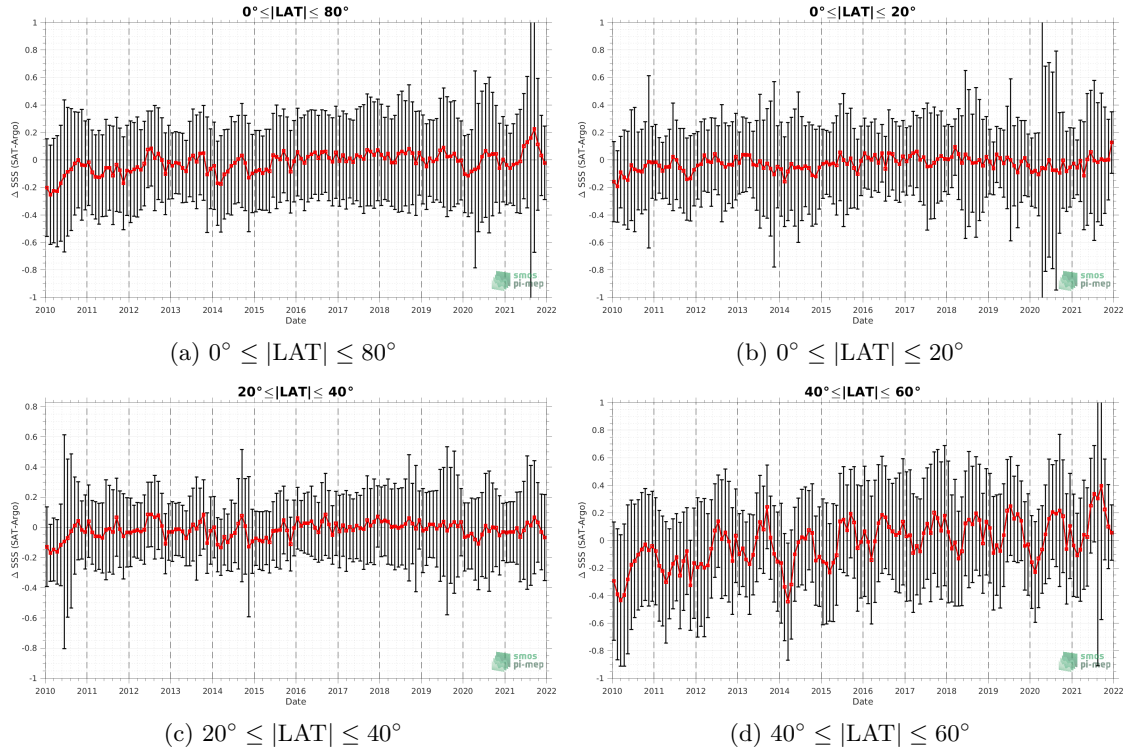 0°≤|LAT|≤ 80°
1
0.8
0.6
0.4
0.2
0
-0.2
-0.4
-0.6
-0.8
-1
Δ SSS (SAT-Argo)
2010 2011 2012 2013 2014 2015 2016 2017 2018 2019 2020 2021 2022
Date
smos
pi-mep
(a) 0° ≤ |LAT| ≤ 80°
0°≤|LAT|≤ 20°
1
0.8
0.6
0.4
0.2
0
-0.2
-0.4
-0.6
-0.8
-1
Δ SSS (SAT-Argo)
2010 2011 2012 2013 2014 2015 2016 2017 2018 2019 2020 2021 2022
Date
smos
pi-mep
(b) 0° ≤ |LAT| ≤ 20°
20°≤|LAT|≤ 40°
0.8
0.6
0.4
0.2
0
-0.2
-0.4
-0.6
-0.8
-1
Δ SSS (SAT-Argo)
2010 2011 2012 2013 2014 2015 2016 2017 2018 2019 2020 2021 2022
Date
smos
pi-mep
(c) 20° ≤ |LAT| ≤ 40°
40°≤|LAT|≤ 60°
1
0.8
0.6
0.4
0.2
0
-0.2
-0.4
-0.6
-0.8
-1
Δ SSS (SAT-Argo)
2010 2011 2012 2013 2014 2015 2016 2017 2018 2019 2020 2021 2022
Date
smos
pi-mep
(d) 40° ≤ |LAT| ≤ 60°